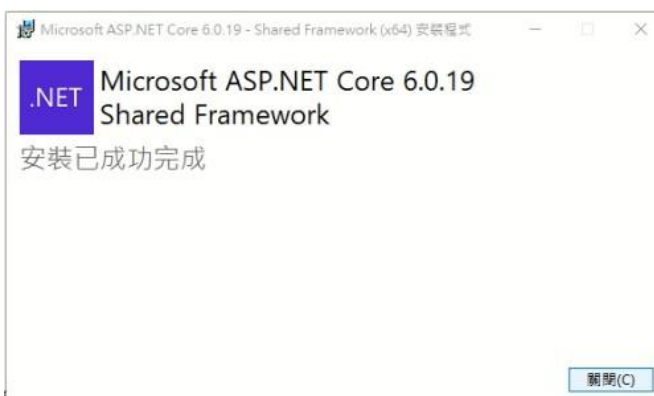 Microsoft ASP.NET Core 6.0.19 - Shared Framework (x64) 安裝程式
.NET
Microsoft ASP.NET Core 6.0.19
Shared Framework
安裝已成功完成
關閉(C)